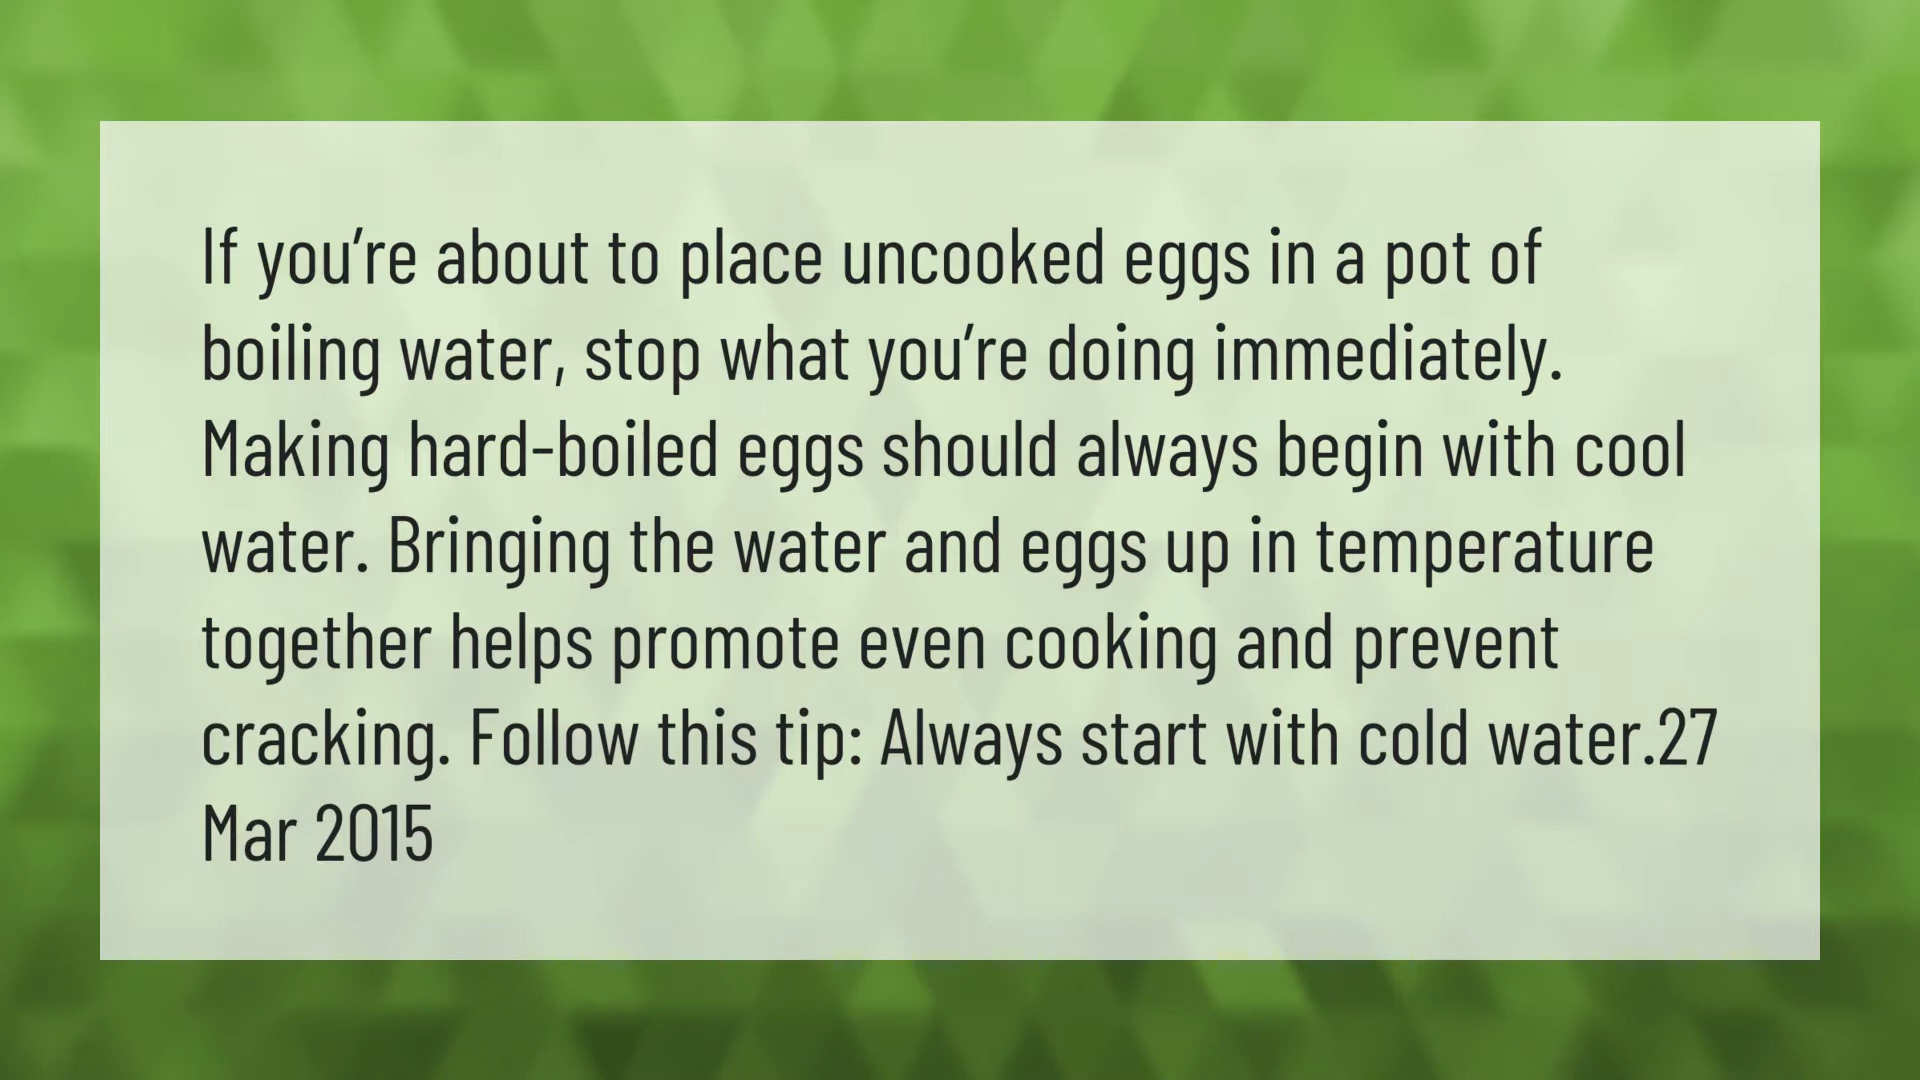 If you’re about to place uncooked eggs in a pot of
boiling water, stop what you’re doing immediately.
Making hard-boiled eggs should always begin with cool
water. Bringing the water and eggs up in temperature
together helps promote even cooking and prevent
cracking. Follow this tip: Always start with cold water.27
Mar 2015